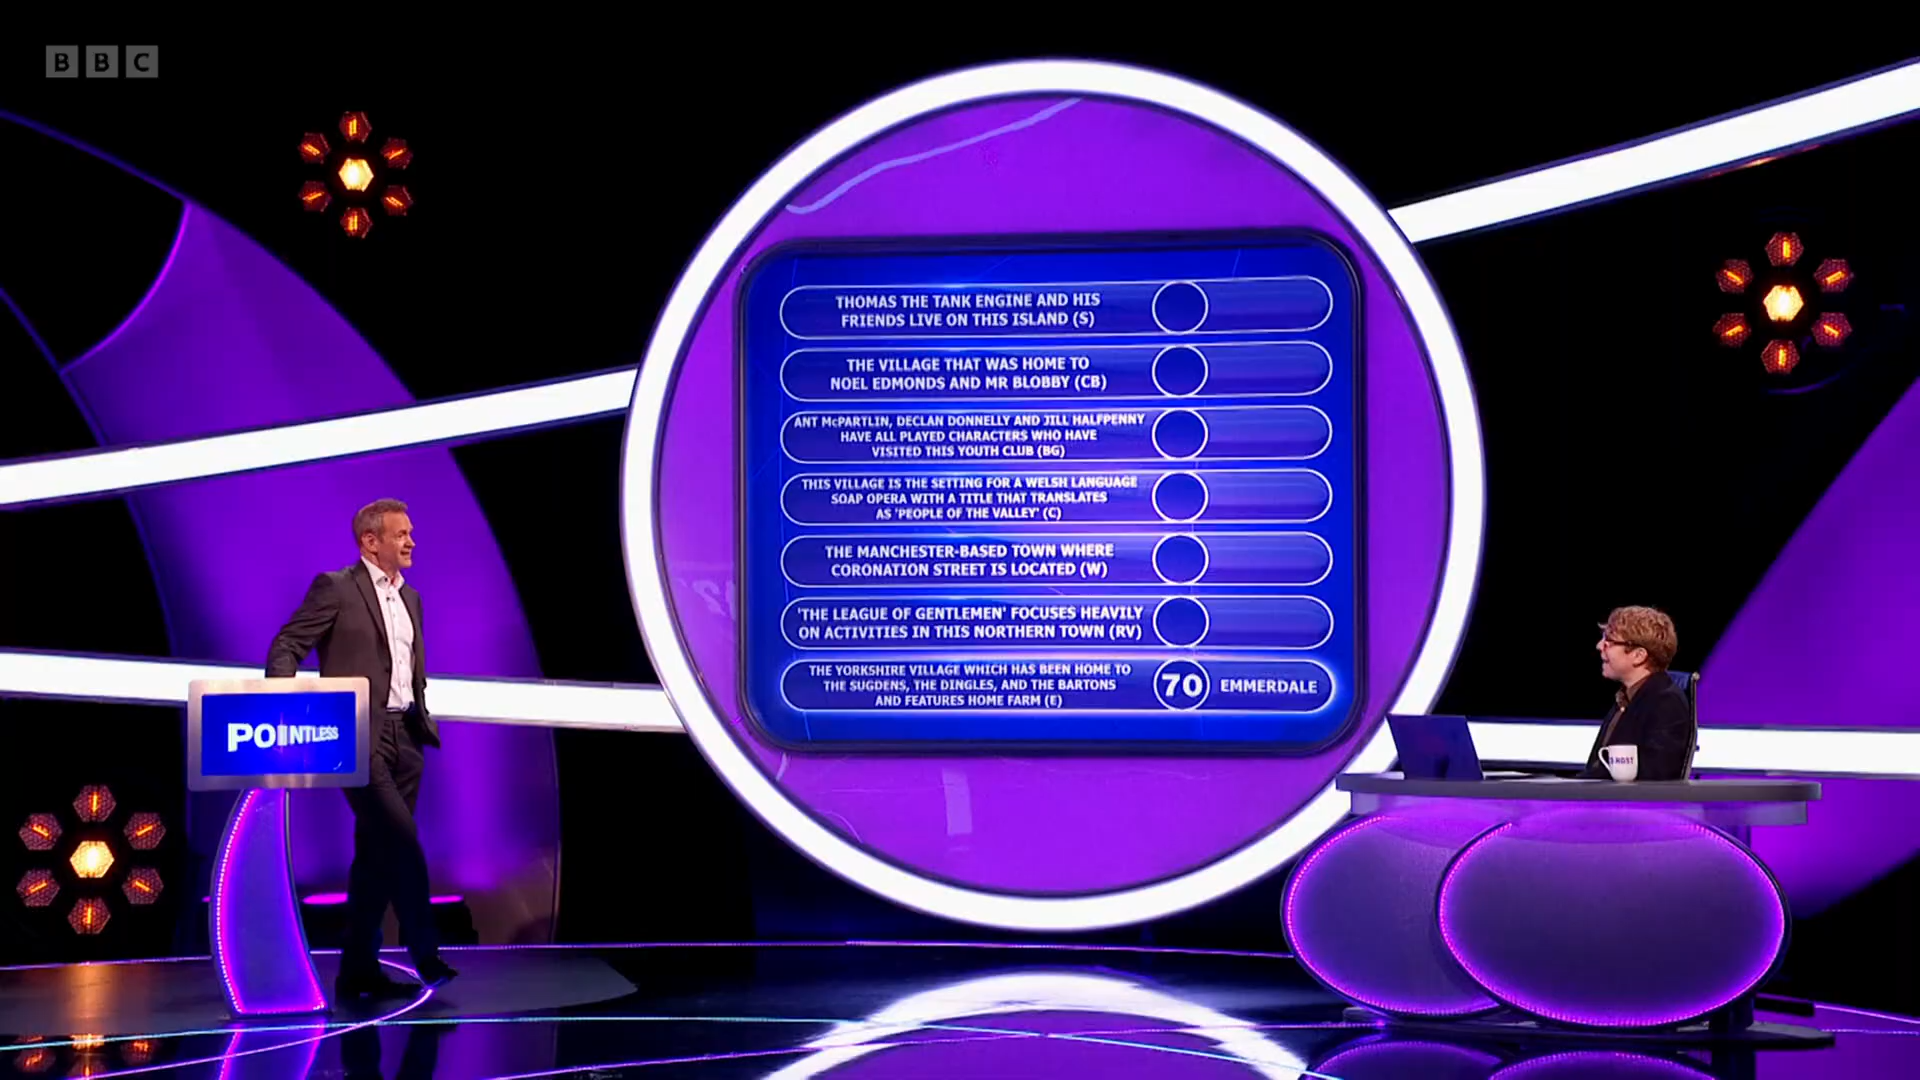 BBC
THOMAS THE TANK ENGINE AND HIS
FRIENDS LIVE ON THIS ISLAND (S)
THE VILLAGE THAT WAS HOME TO
NOEL EDMONDS AND MR BLOBBY (CB)
ANT McPARTLIN, DECLAN DONNELLY AND JILL HALFPENNY
HAVE ALL PLAYED CHARACTERS WHO HAVE
VISITED THIS YOUTH CLUB (BG)
THIS VILLAGE IS THE SETTING FOR A WELSH LANGUAGE
SOAP OPERA WITH A TITLE THAT TRANSLATES
AS 'PEOPLE OF THE VALLEY' (C)
THE MANCHESTER-BASED TOWN WHERE
CORONATION STREET IS LOCATED (W)
'THE LEAGUE OF GENTLEMEN' FOCUSES HEAVILY
ON ACTIVITIES IN THIS NORTHERN TOWN (RV)
THE YORKSHIRE VILLAGE WHICH HAS BEEN HOME TO
THE SUGDENS, THE DINGLES, AND THE BARTONS
AND FEATURES HOME FARM (E)
70 EMMERDALE
POINTLESS
HOST